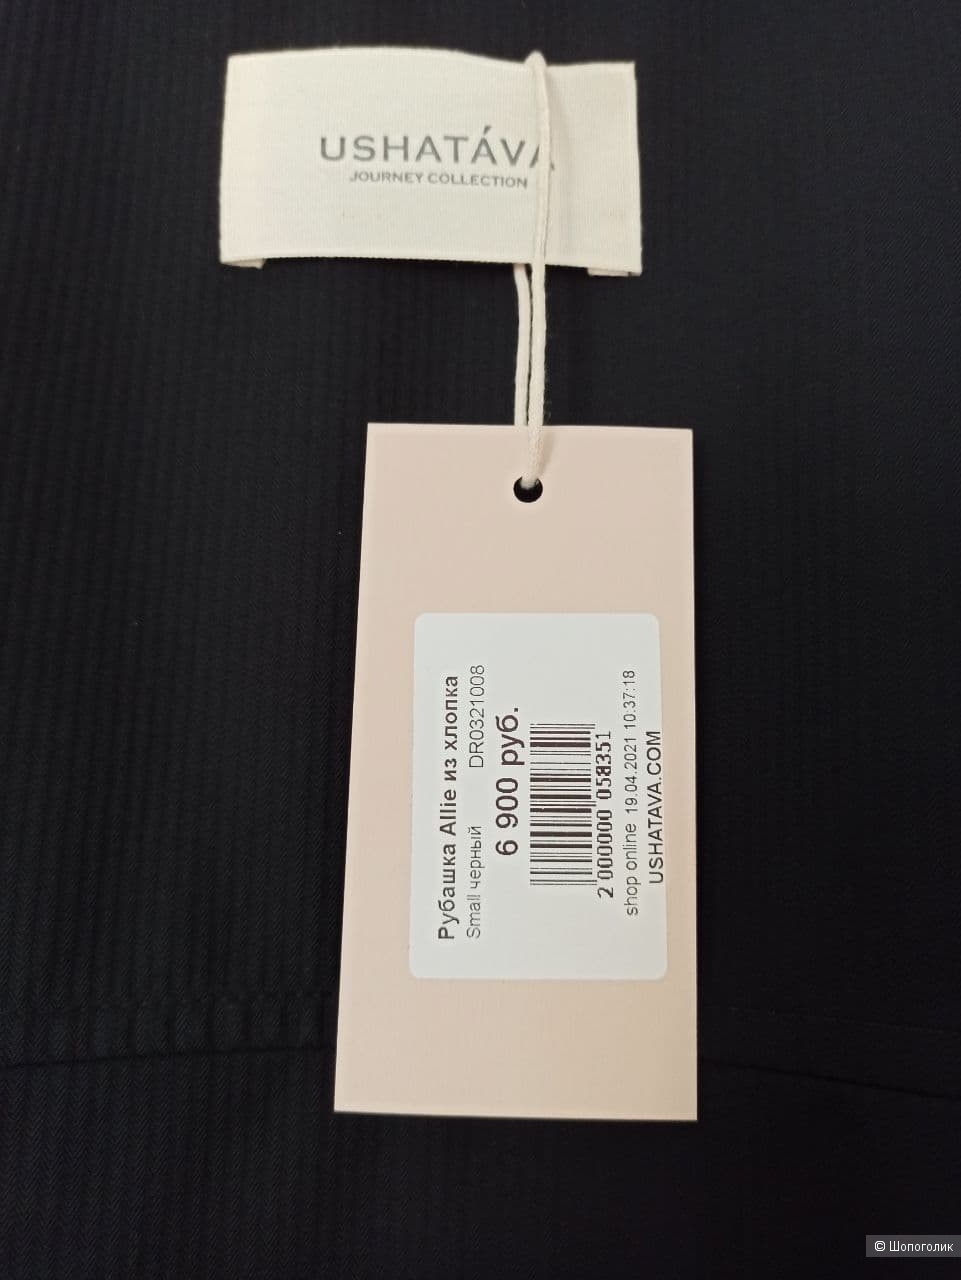 USHATÁVA
JOURNEY COLLECTION
Рубашка Allie из хлопка
Small черный DR0321008
6 900 руб.
2 000000 058351
shop online 19.04.2021 10:37:18
USHATAVA.COM
© Шопоголик